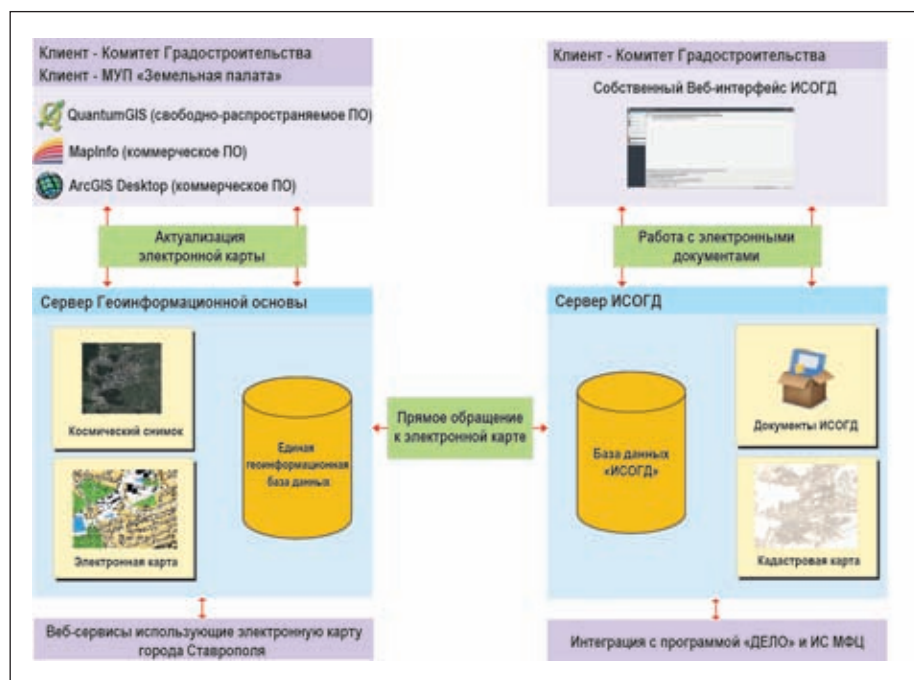 Клиент - Комитет Градостроительства
Клиент - МУП «Земельная палата»
QuantumGIS (свободно-распространяемое ПО)
MapInfo (коммерческое ПО)
ArcGIS Desktop (коммерческое ПО)
Актуализация
электронной карты
Сервер Геоинформационной основы
Космический снимок
Электронная карта
Единая
геоинформационная
база данных
Веб-сервисы использующие электронную карту
города Ставрополя
Прямое обращение
к электронной карте
Клиент - Комитет Градостроительства
Собственный Веб-интерфейс ИСОГД
Работа с электронными
документами
Сервер ИСОГД
База данных
«ИСОГД»
Документы ИСОГД
Кадастровая карта
Интеграция с программой «ДЕЛО» и ИС МФЦ